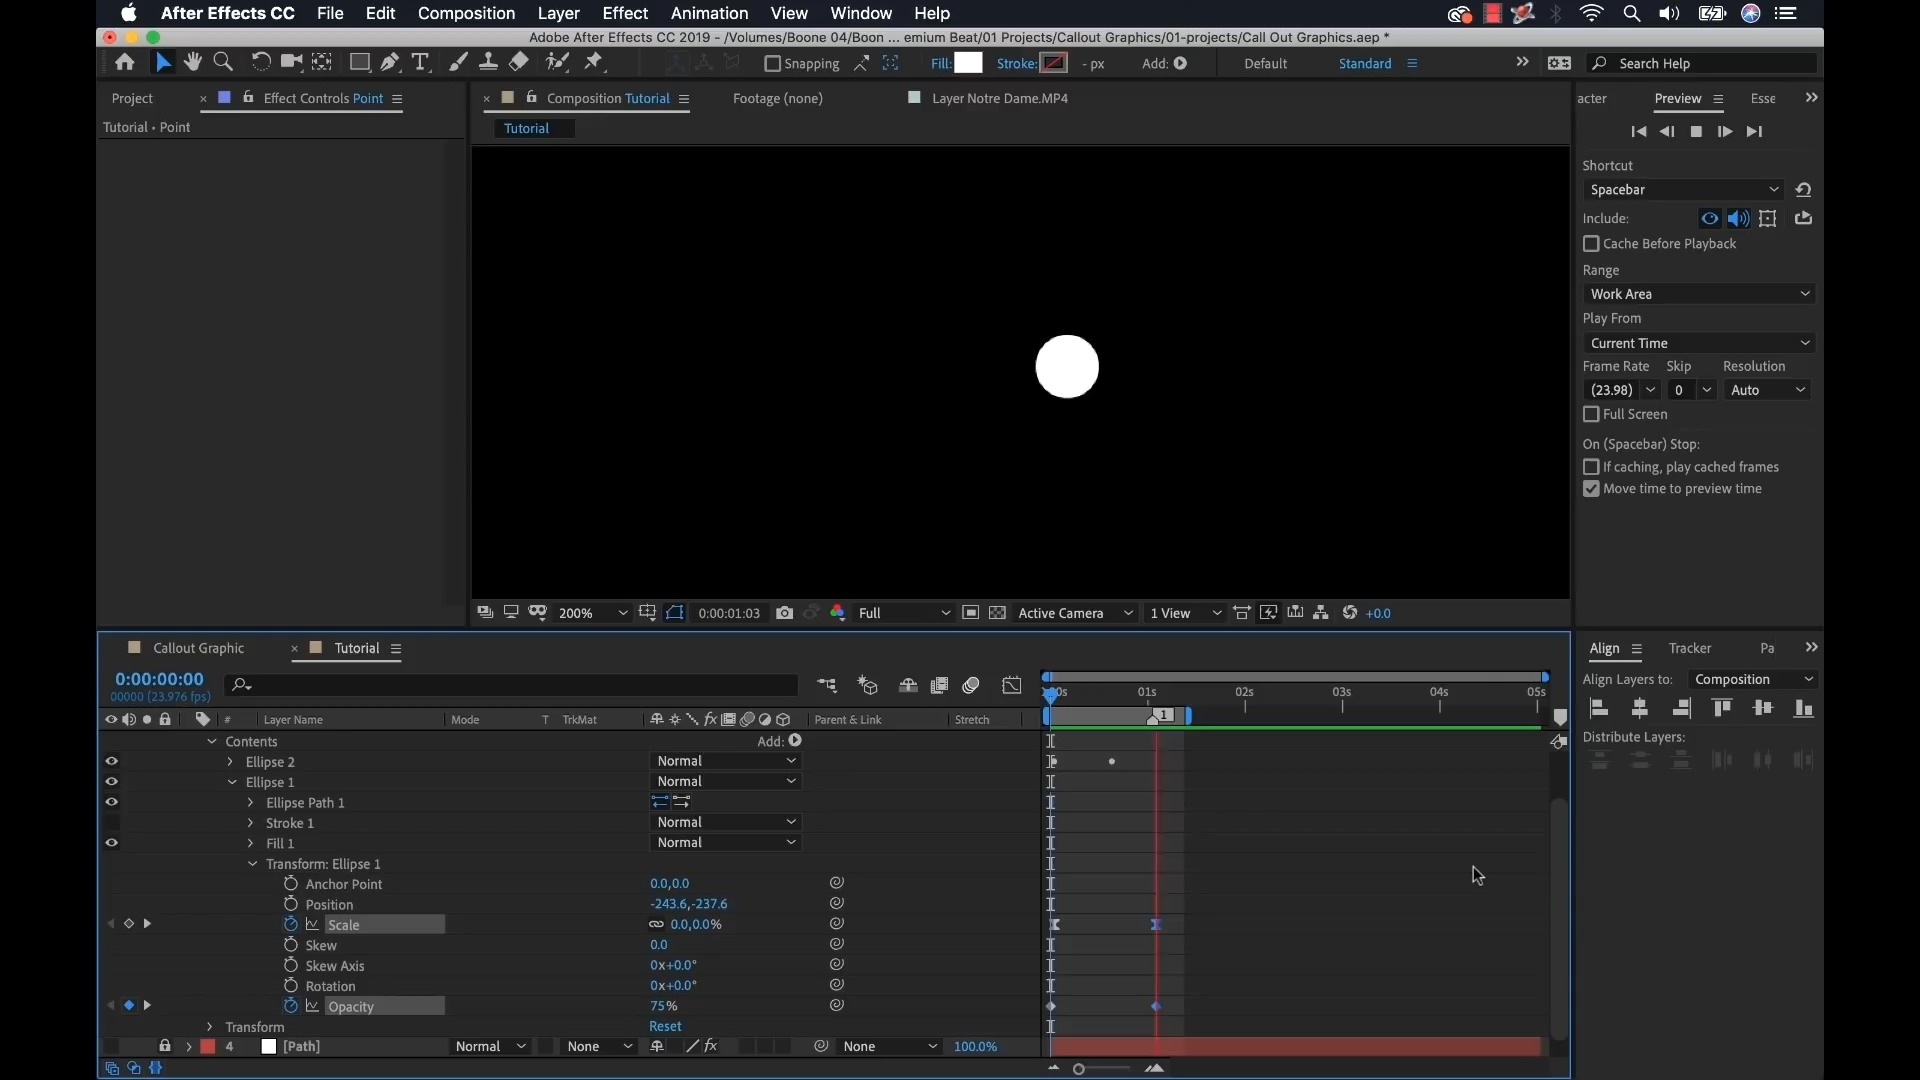 After Effects CC File Edit Composition Layer Effect Animation View Window Help
Adobe After Effects CC 2019 - /Volumes/Boone 04/Boon ... emium Beat/01 Projects/Callout Graphics/01-projects/Call Out Graphics.aep *
T Snapping Fill: Stroke: - px Add: Default Standard Search Help
Project × Effect Controls Point × Composition Tutorial Footage (none) Layer Notre Dame.MP4 acter Preview Esse
Tutorial • Point
Tutorial
Shortcut
Spacebar
Include:
Cache Before Playback
Range
Work Area
Play From
Current Time
Frame Rate Skip Resolution
(23.98) 0 Auto
Full Screen
On (Spacebar) Stop:
If caching, play cached frames
Move time to preview time
200% 0:00:01:03 Full Active Camera 1 View +0.0
Callout Graphic × Tutorial Align Tracker Pa
0:00:00:00
00000 (23.976 fps)
Align Layers to: Composition
01s 02s 03s 04s 05s
# Layer Name Mode T TrkMat fx Parent & Link Stretch 1
Distribute Layers:
Contents Add:
Ellipse 2 Normal
Ellipse 1 Normal
Ellipse Path 1
Stroke 1 Normal
Fill 1 Normal
Transform: Ellipse 1
Anchor Point 0.0,0.0
Position -243.6,-237.6
Scale 0.0,0.0%
Skew 0.0
Skew Axis 0x+0.0°
Rotation 0x+0.0°
Opacity 75%
Transform Reset
4 [Path] Normal None fx None 100.0%